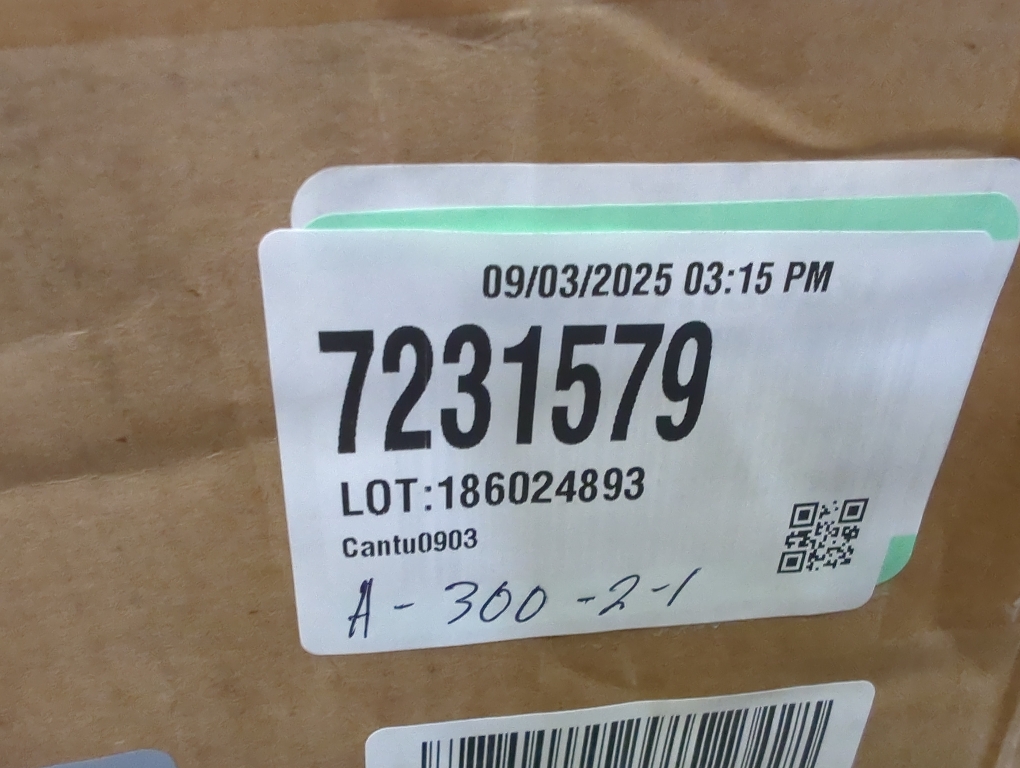 09/03/2025 03:15 PM
7231579
LOT:186024893
Cantu0903
A - 300 - 2 - 1